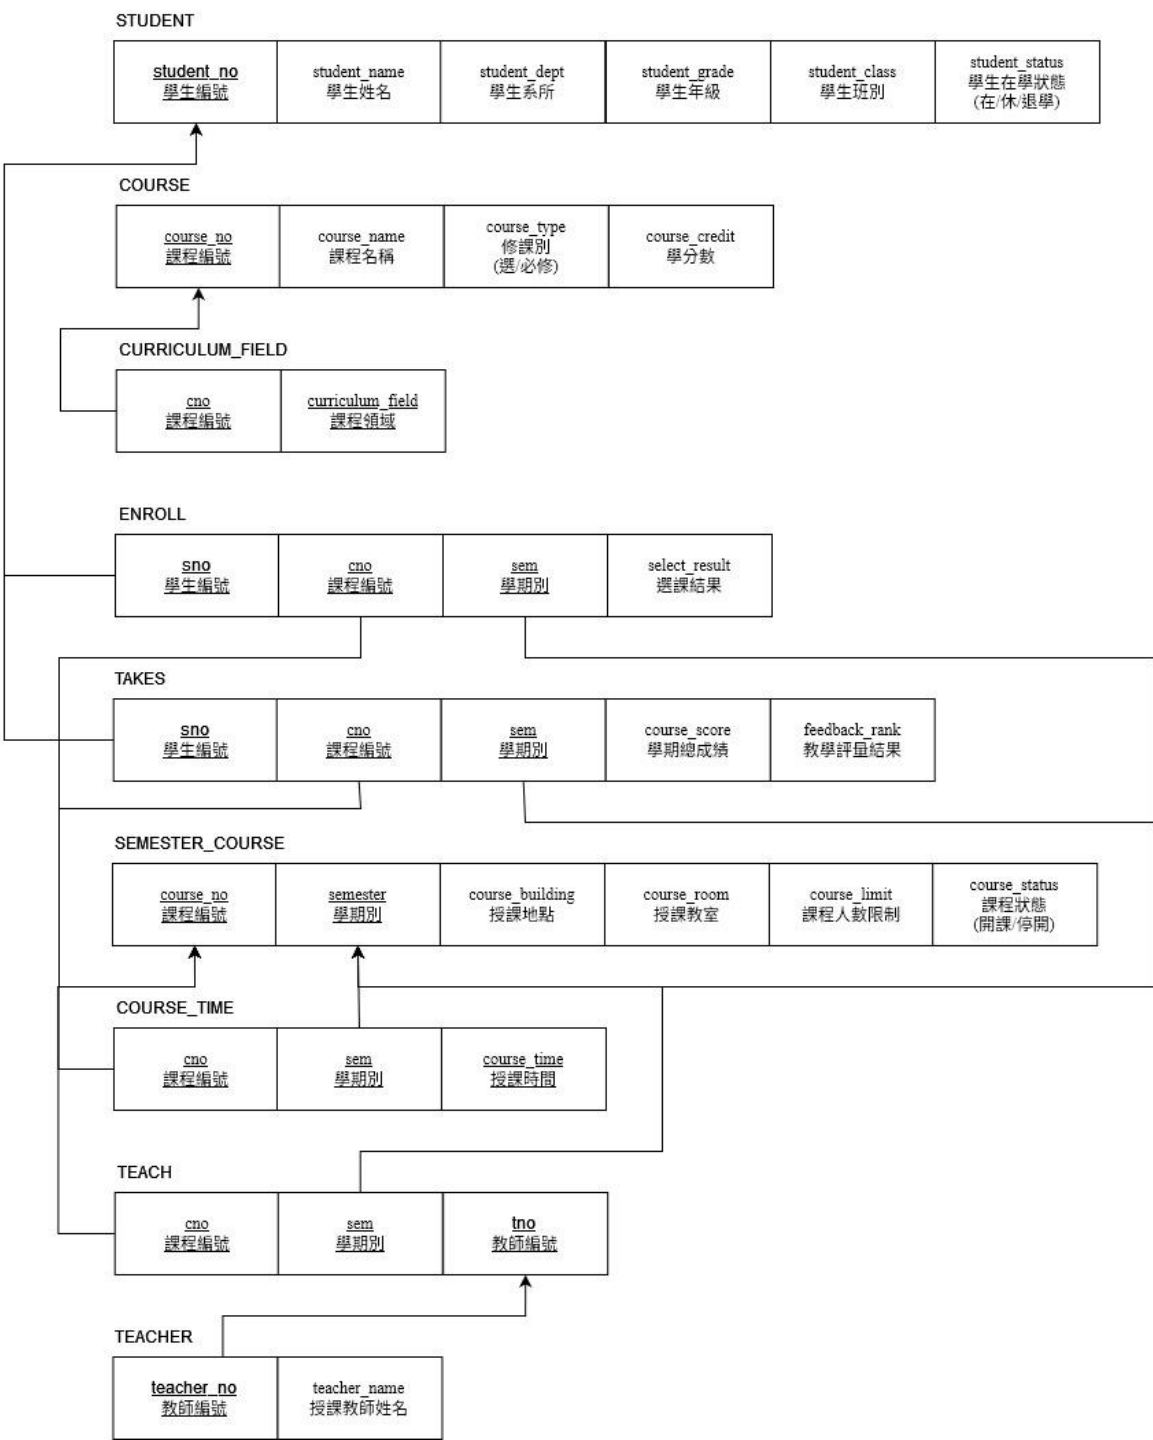 STUDENT
student_no
學生編號
student_name
學生姓名
student_dept
學生系所
student_grade
學生年級
student_class
學生班別
student_status
學生在學狀態
(在/休/退學)
COURSE
course_no
課程編號
course_name
課程名稱
course_type
修課別
(選/必修)
course_credit
學分數
CURRICULUM_FIELD
cno
課程編號
curriculum_field
課程領域
ENROLL
sno
學生編號
cno
課程編號
sem
學期別
select_result
選課結果
TAKES
sno
學生編號
cno
課程編號
sem
學期別
course_score
學期總成績
feedback_rank
教學評量結果
SEMESTER_COURSE
course_no
課程編號
semester
學期別
course_building
授課地點
course_room
授課教室
course_limit
課程人數限制
course_status
課程狀態
(開課/停開)
COURSE_TIME
cno
課程編號
sem
學期別
course_time
授課時間
TEACH
cno
課程編號
sem
學期別
tno
教師編號
TEACHER
teacher_no
教師編號
teacher_name
授課教師姓名